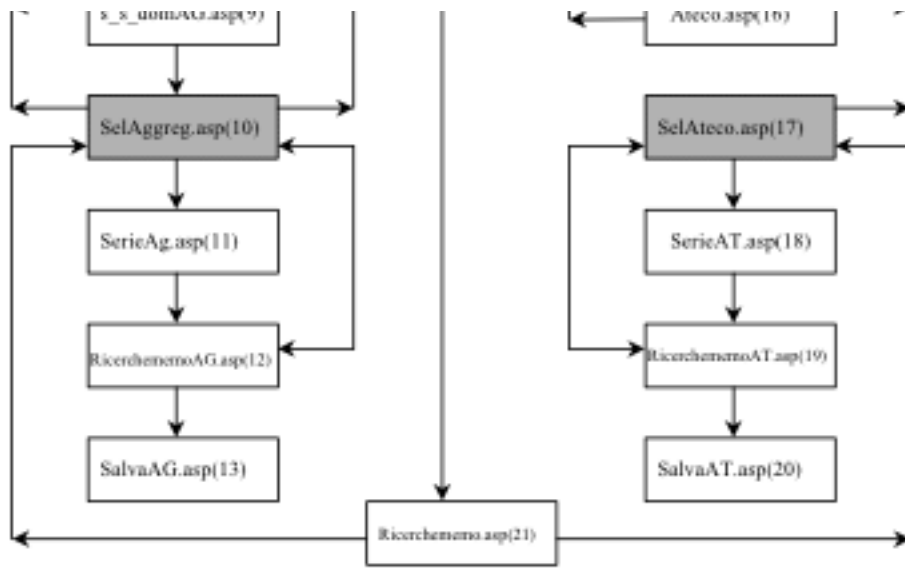 s_s_domAG.asp(9)
Ateco.asp(16)
SelAggreg.asp(10)
SelAteco.asp(17)
SerieAg.asp(11)
SerieAT.asp(18)
RicerchememoAG.asp(12)
RicerchememoAT.asp(19)
SalvaAG.asp(13)
SalvaAT.asp(20)
Ricerchememo.asp(21)